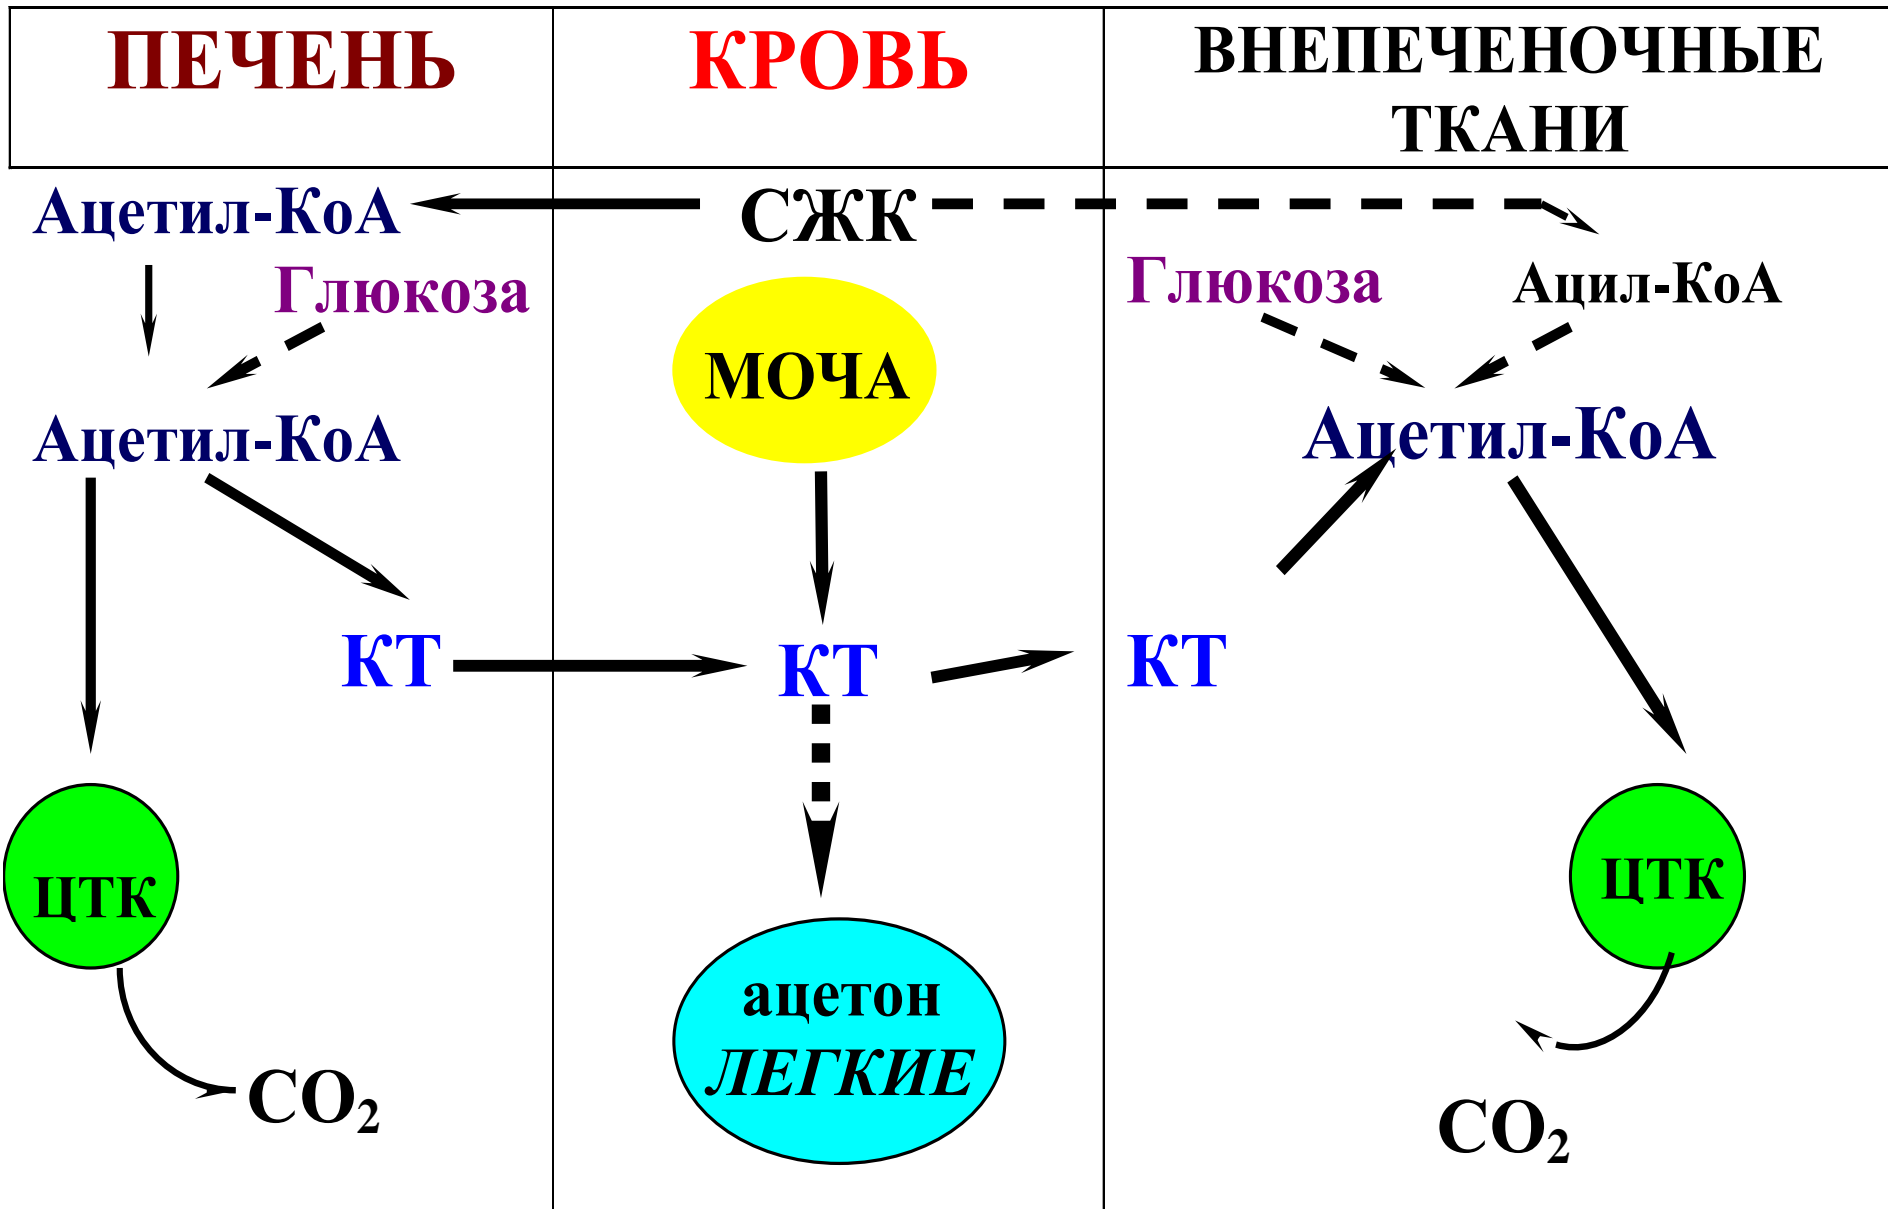 ПЕЧЕНЬ
КРОВЬ
ВНЕПЕЧЕНОЧНЫЕ
ТКАНИ
Ацетил-КоА
СЖК
Глюкоза
Глюкоза
Ацил-КоА
МОЧА
Ацетил-КоА
Ацетил-КоА
КТ
КТ
КТ
ЦТК
ЦТК
ацетон
ЛЕГКИЕ
CO₂
CO₂